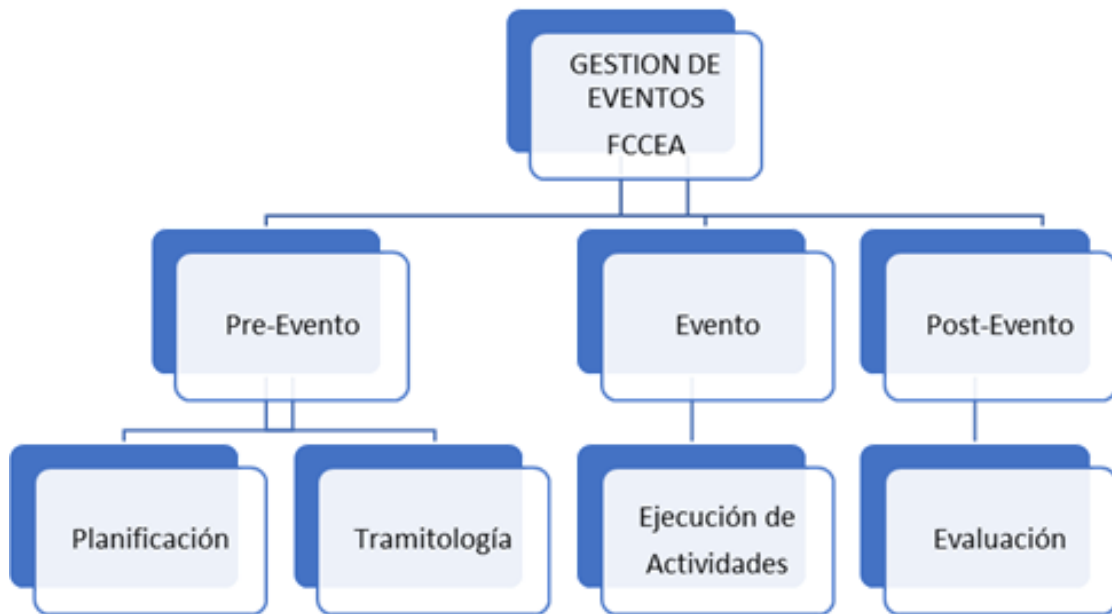 GESTION DE
EVENTOS
FCCEA
Pre-Evento
Evento
Post-Evento
Planificación
Tramitología
Ejecución de
Actividades
Evaluación